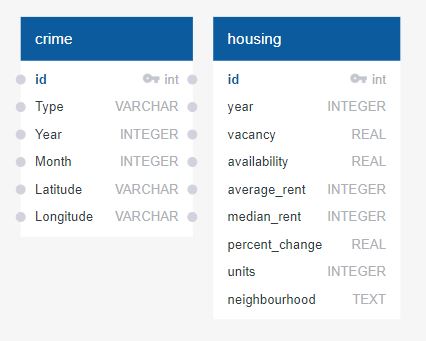 crime
id int
Type VARCHAR
Year INTEGER
Month INTEGER
Latitude VARCHAR
Longitude VARCHAR
housing
id int
year INTEGER
vacancy REAL
availability REAL
average_rent INTEGER
median_rent INTEGER
percent_change REAL
units INTEGER
neighbourhood TEXT